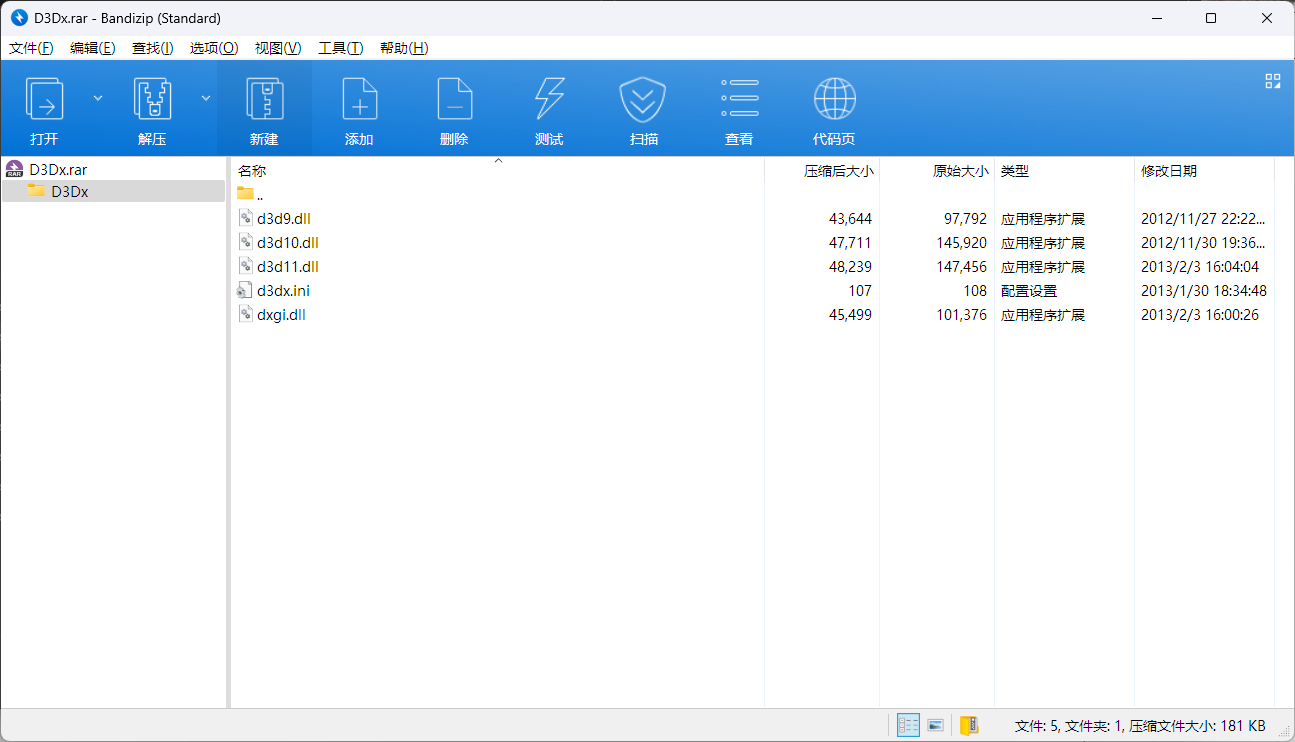 D3Dx.rar - Bandizip (Standard)
文件(F) 编辑(E) 查找(I) 选项(O) 视图(V) 工具(T) 帮助(H)
打开 解压 新建 添加 删除 测试 扫描 查看 代码页
RAR D3Dx.rar
D3Dx
名称 压缩后大小 原始大小 类型 修改日期
..
d3d9.dll 43,644 97,792 应用程序扩展 2012/11/27 22:22...
d3d10.dll 47,711 145,920 应用程序扩展 2012/11/30 19:36...
d3d11.dll 48,239 147,456 应用程序扩展 2013/2/3 16:04:04
d3dx.ini 107 108 配置设置 2013/1/30 18:34:48
dxgi.dll 45,499 101,376 应用程序扩展 2013/2/3 16:00:26
文件: 5, 文件夹: 1, 压缩文件大小: 181 KB